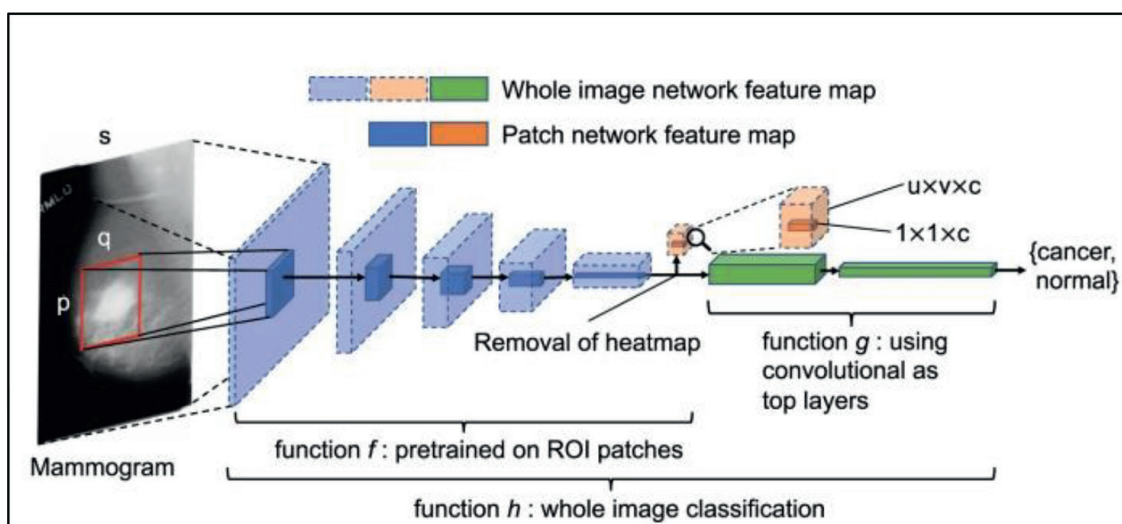 Whole image network feature map
Patch network feature map
s
RMLO
q
p
u×v×c
1×1×c
{cancer,
normal}
Removal of heatmap
function g : using
convolutional as
top layers
function f : pretrained on ROI patches
Mammogram
function h : whole image classification